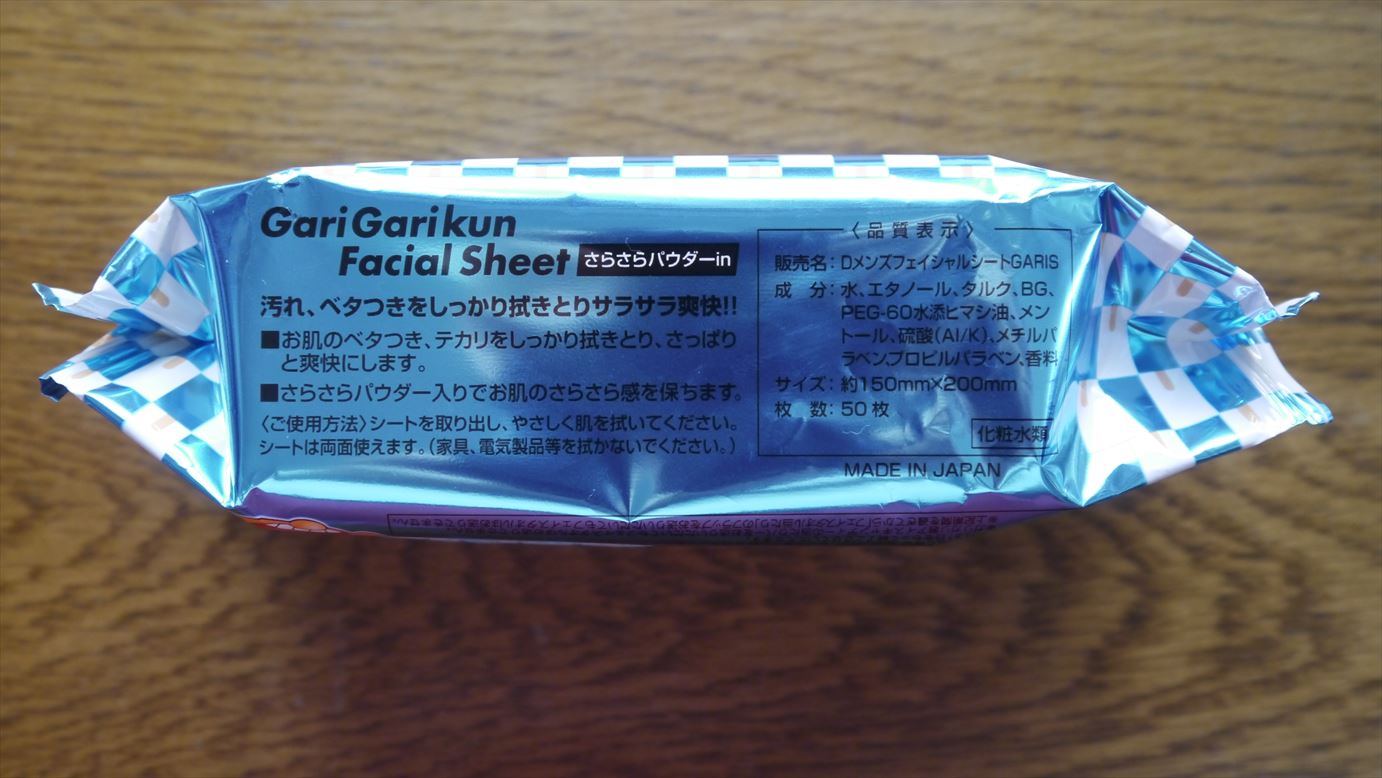 GariGarikun
Facial Sheet さらさらパウダーin
汚れ、ベタつきをしっかり拭きとりサラサラ爽快!!
■お肌のベタつき、テカリをしっかり拭きとり、さっぱり
と爽快にします。
■さらさらパウダー入りでお肌のさらさら感を保ちます。
〈ご使用方法〉シートを取り出し、やさしく肌を拭いてください。
シートは両面使えます。(家具、電気製品等を拭かないでください。)
〈品質表示〉
販売名：DメンズフェイシャルシートGARIS
成 分：水、エタノール、タルク、BG、
PEG-60水添ヒマシ油、メン
トール、硫酸(Al/K)、メチルパ
ラベン、プロピルパラベン、香料
サイズ：約150mm×200mm
枚 数：50枚
化粧水類
MADE IN JAPAN